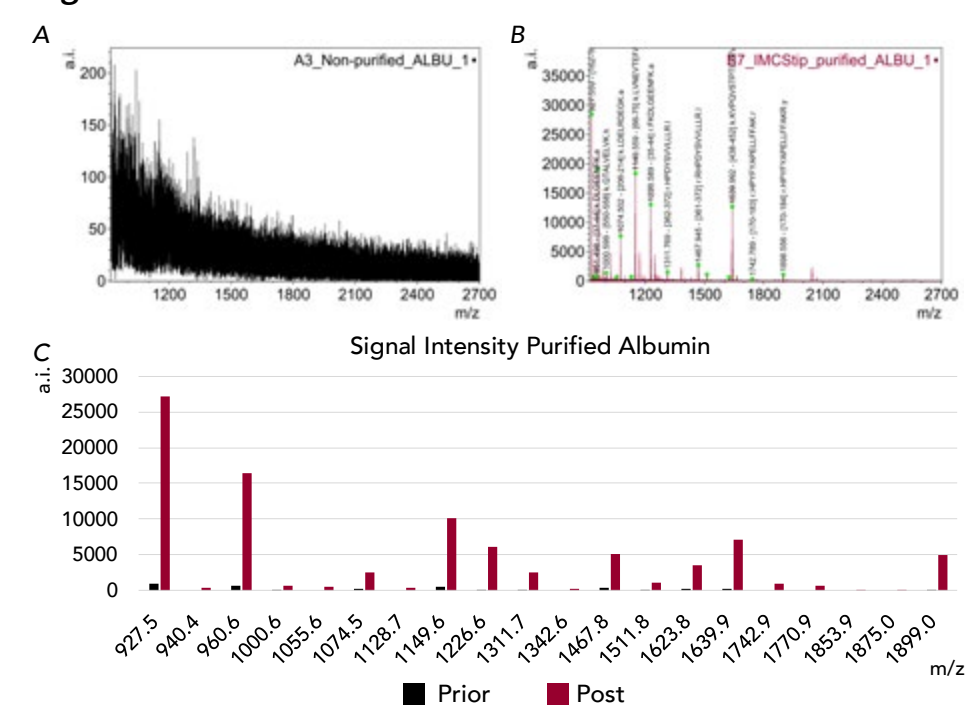 A
a.i.
A3_Non-purified_ALBU_1
200
150
100
50
0
1200 1500 1800 2100 2400 2700
m/z
B
a.i.
B7_IMCStip_purified_ALBU_1
35000
30000
25000
20000
15000
10000
5000
0
1200 1500 1800 2100 2400 2700
m/z
C
Signal Intensity Purified Albumin
a.i.
30000
25000
20000
15000
10000
5000
0
927.5 940.4 960.6 1000.6 1055.6 1074.5 1128.7 1149.6 1226.6 1311.7 1342.6 1467.8 1511.8 1623.8 1639.9 1742.9 1770.9 1853.9 1875.0 1899.0
m/z
Prior Post